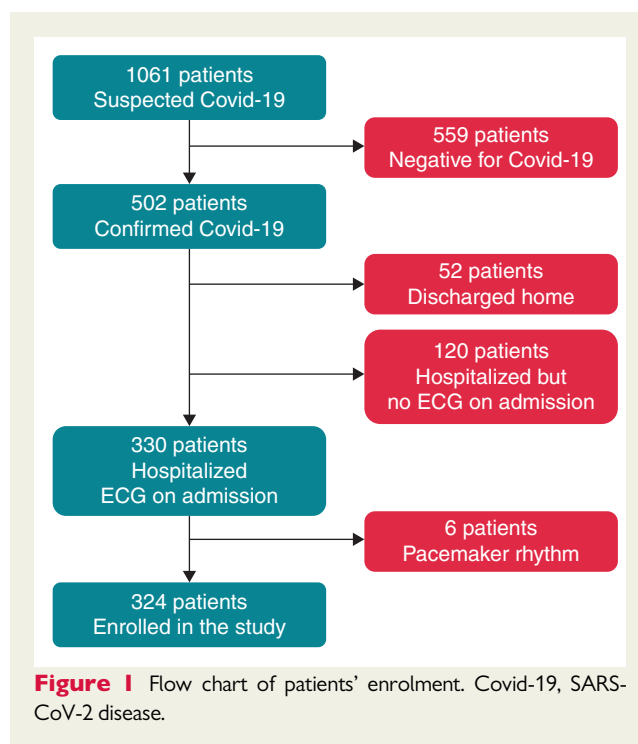 1061 patients
Suspected Covid-19
559 patients
Negative for Covid-19
502 patients
Confirmed Covid-19
52 patients
Discharged home
120 patients
Hospitalized but
no ECG on admission
330 patients
Hospitalized
ECG on admission
6 patients
Pacemaker rhythm
324 patients
Enrolled in the study
Figure 1 Flow chart of patients’ enrolment. Covid-19, SARS-
CoV-2 disease.